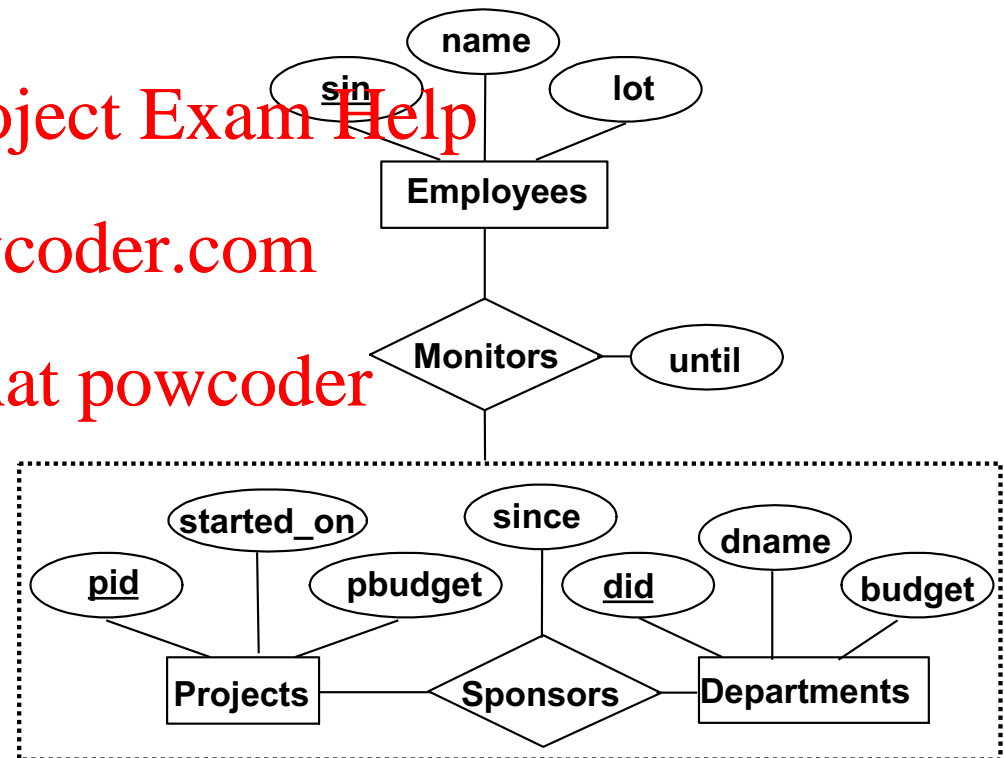 name
sin
lot
oject Exam Help
Employees
coder.com
Monitors
until
at powcoder
started_on
since
dname
pid
pbudget
did
budget
Projects
Sponsors
Departments